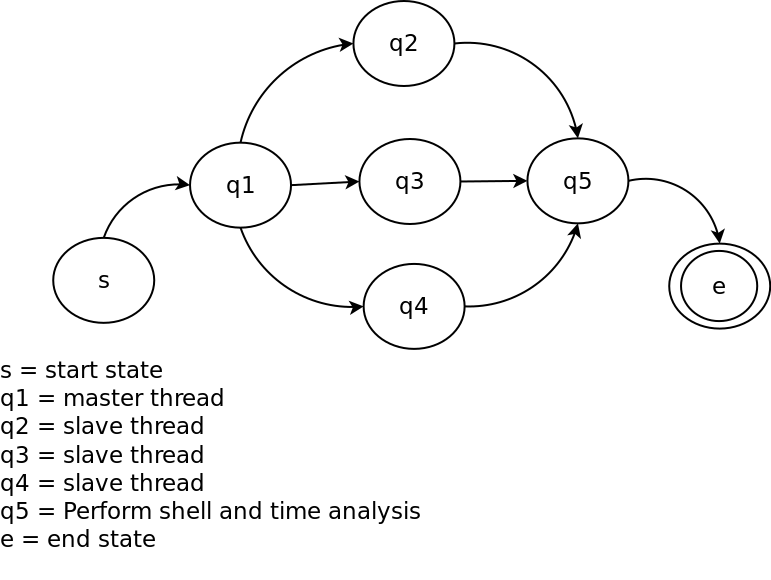 q2
q1
q3
q5
s
e
q4
s = start state
q1 = master thread
q2 = slave thread
q3 = slave thread
q4 = slave thread
q5 = Perform shell and time analysis
e = end state